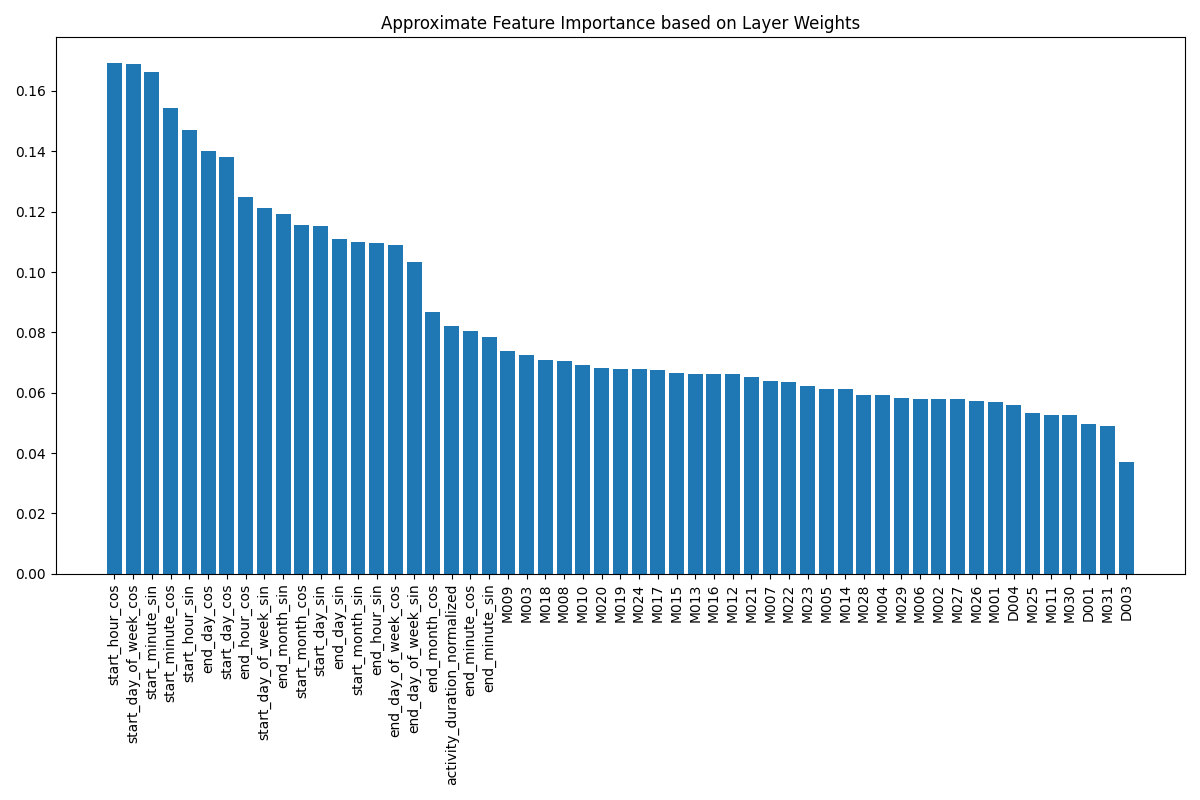 Approximate Feature Importance based on Layer Weights
0.16
0.14
0.12
0.10
0.08
0.06
0.04
0.02
0.00
start_hour_cos
start_day_of_week_cos
start_minute_sin
start_minute_cos
start_hour_sin
end_day_cos
start_day_cos
end_hour_cos
start_day_of_week_sin
end_month_sin
start_month_cos
start_day_sin
end_day_sin
start_month_sin
end_hour_sin
end_day_of_week_cos
end_day_of_week_sin
end_month_cos
activity_duration_normalized
end_minute_cos
end_minute_sin
M009
M003
M018
M008
M010
M020
M019
M024
M017
M015
M013
M016
M012
M021
M007
M022
M023
M005
M014
M028
M004
M029
M006
M002
M027
M026
M001
D004
M025
M011
M030
D001
M031
D003